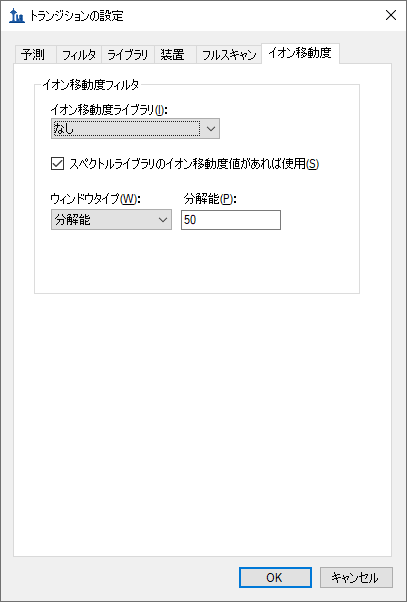 トランジションの設定
予測 フィルタ ライブラリ 装置 フルスキャン イオン移動度
イオン移動度フィルタ
イオン移動度ライブラリ(I):
なし
スペクトルライブラリのイオン移動度値があれば使用(S)
ウィンドウタイプ(W): 分解能(P):
分解能 50
OK キャンセル